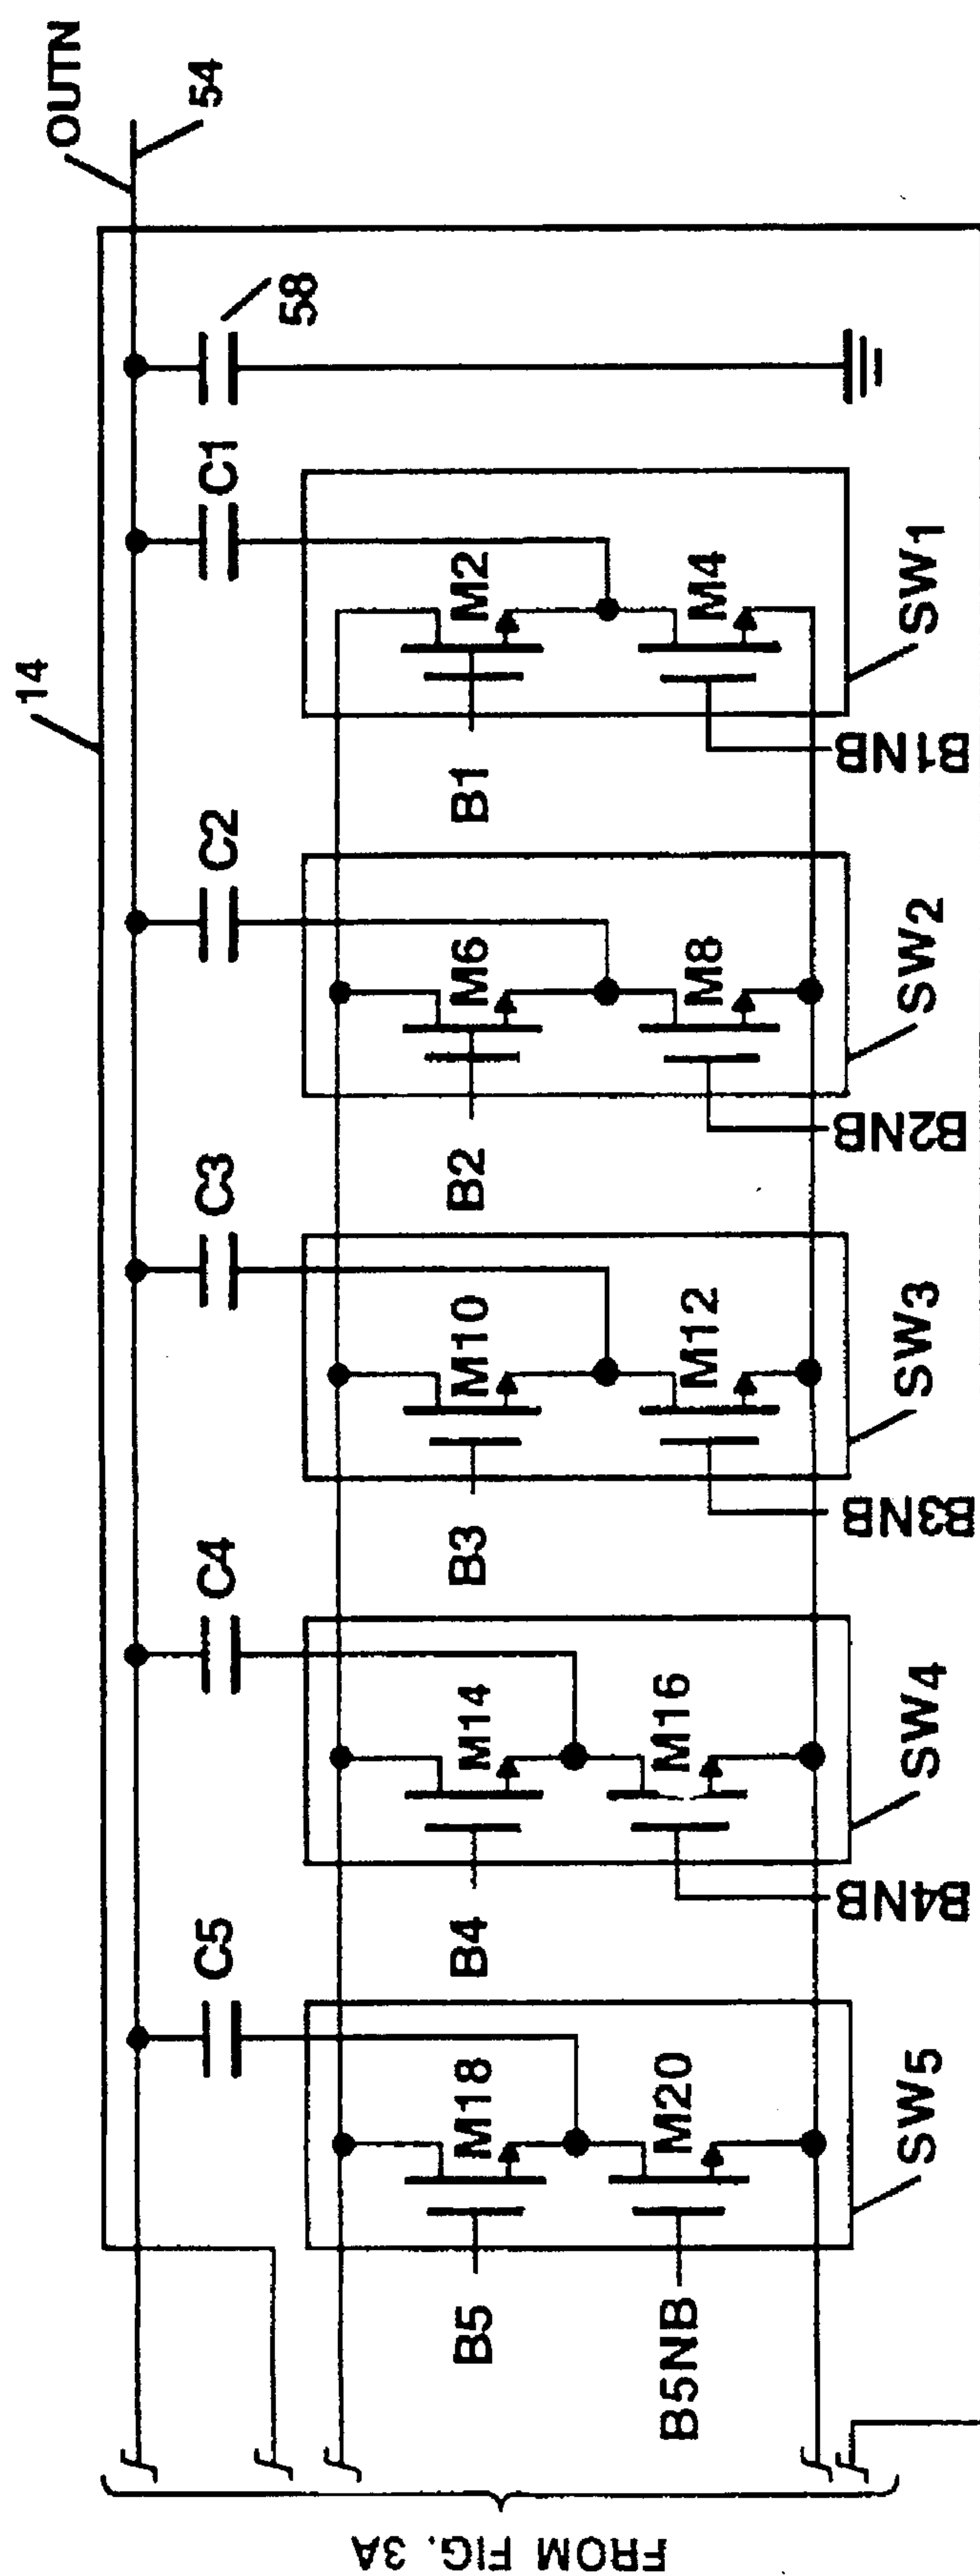 OUTN
54
14
58
C5
C4
C3
C2
C1
M18
M14
M10
M6
M2
B5
B4
B3
B2
B1
M20
M16
M12
M8
M4
B5NB
B4NB
B3NB
B2NB
B1NB
SW5
SW4
SW3
SW2
SW1
FROM FIG. 3A